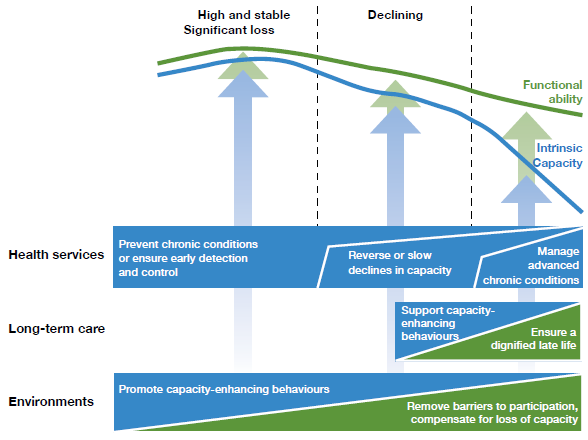 High and stable
Significant loss
Declining
Functional
ability
Intrinsic
Capacity
Health services
Prevent chronic conditions
or ensure early detection
and control
Reverse or slow
declines in capacity
Manage
advanced
chronic conditions
Long-term care
Support capacity-
enhancing
behaviours
Ensure a
dignified late life
Environments
Promote capacity-enhancing behaviours
Remove barriers to participation,
compensate for loss of capacity